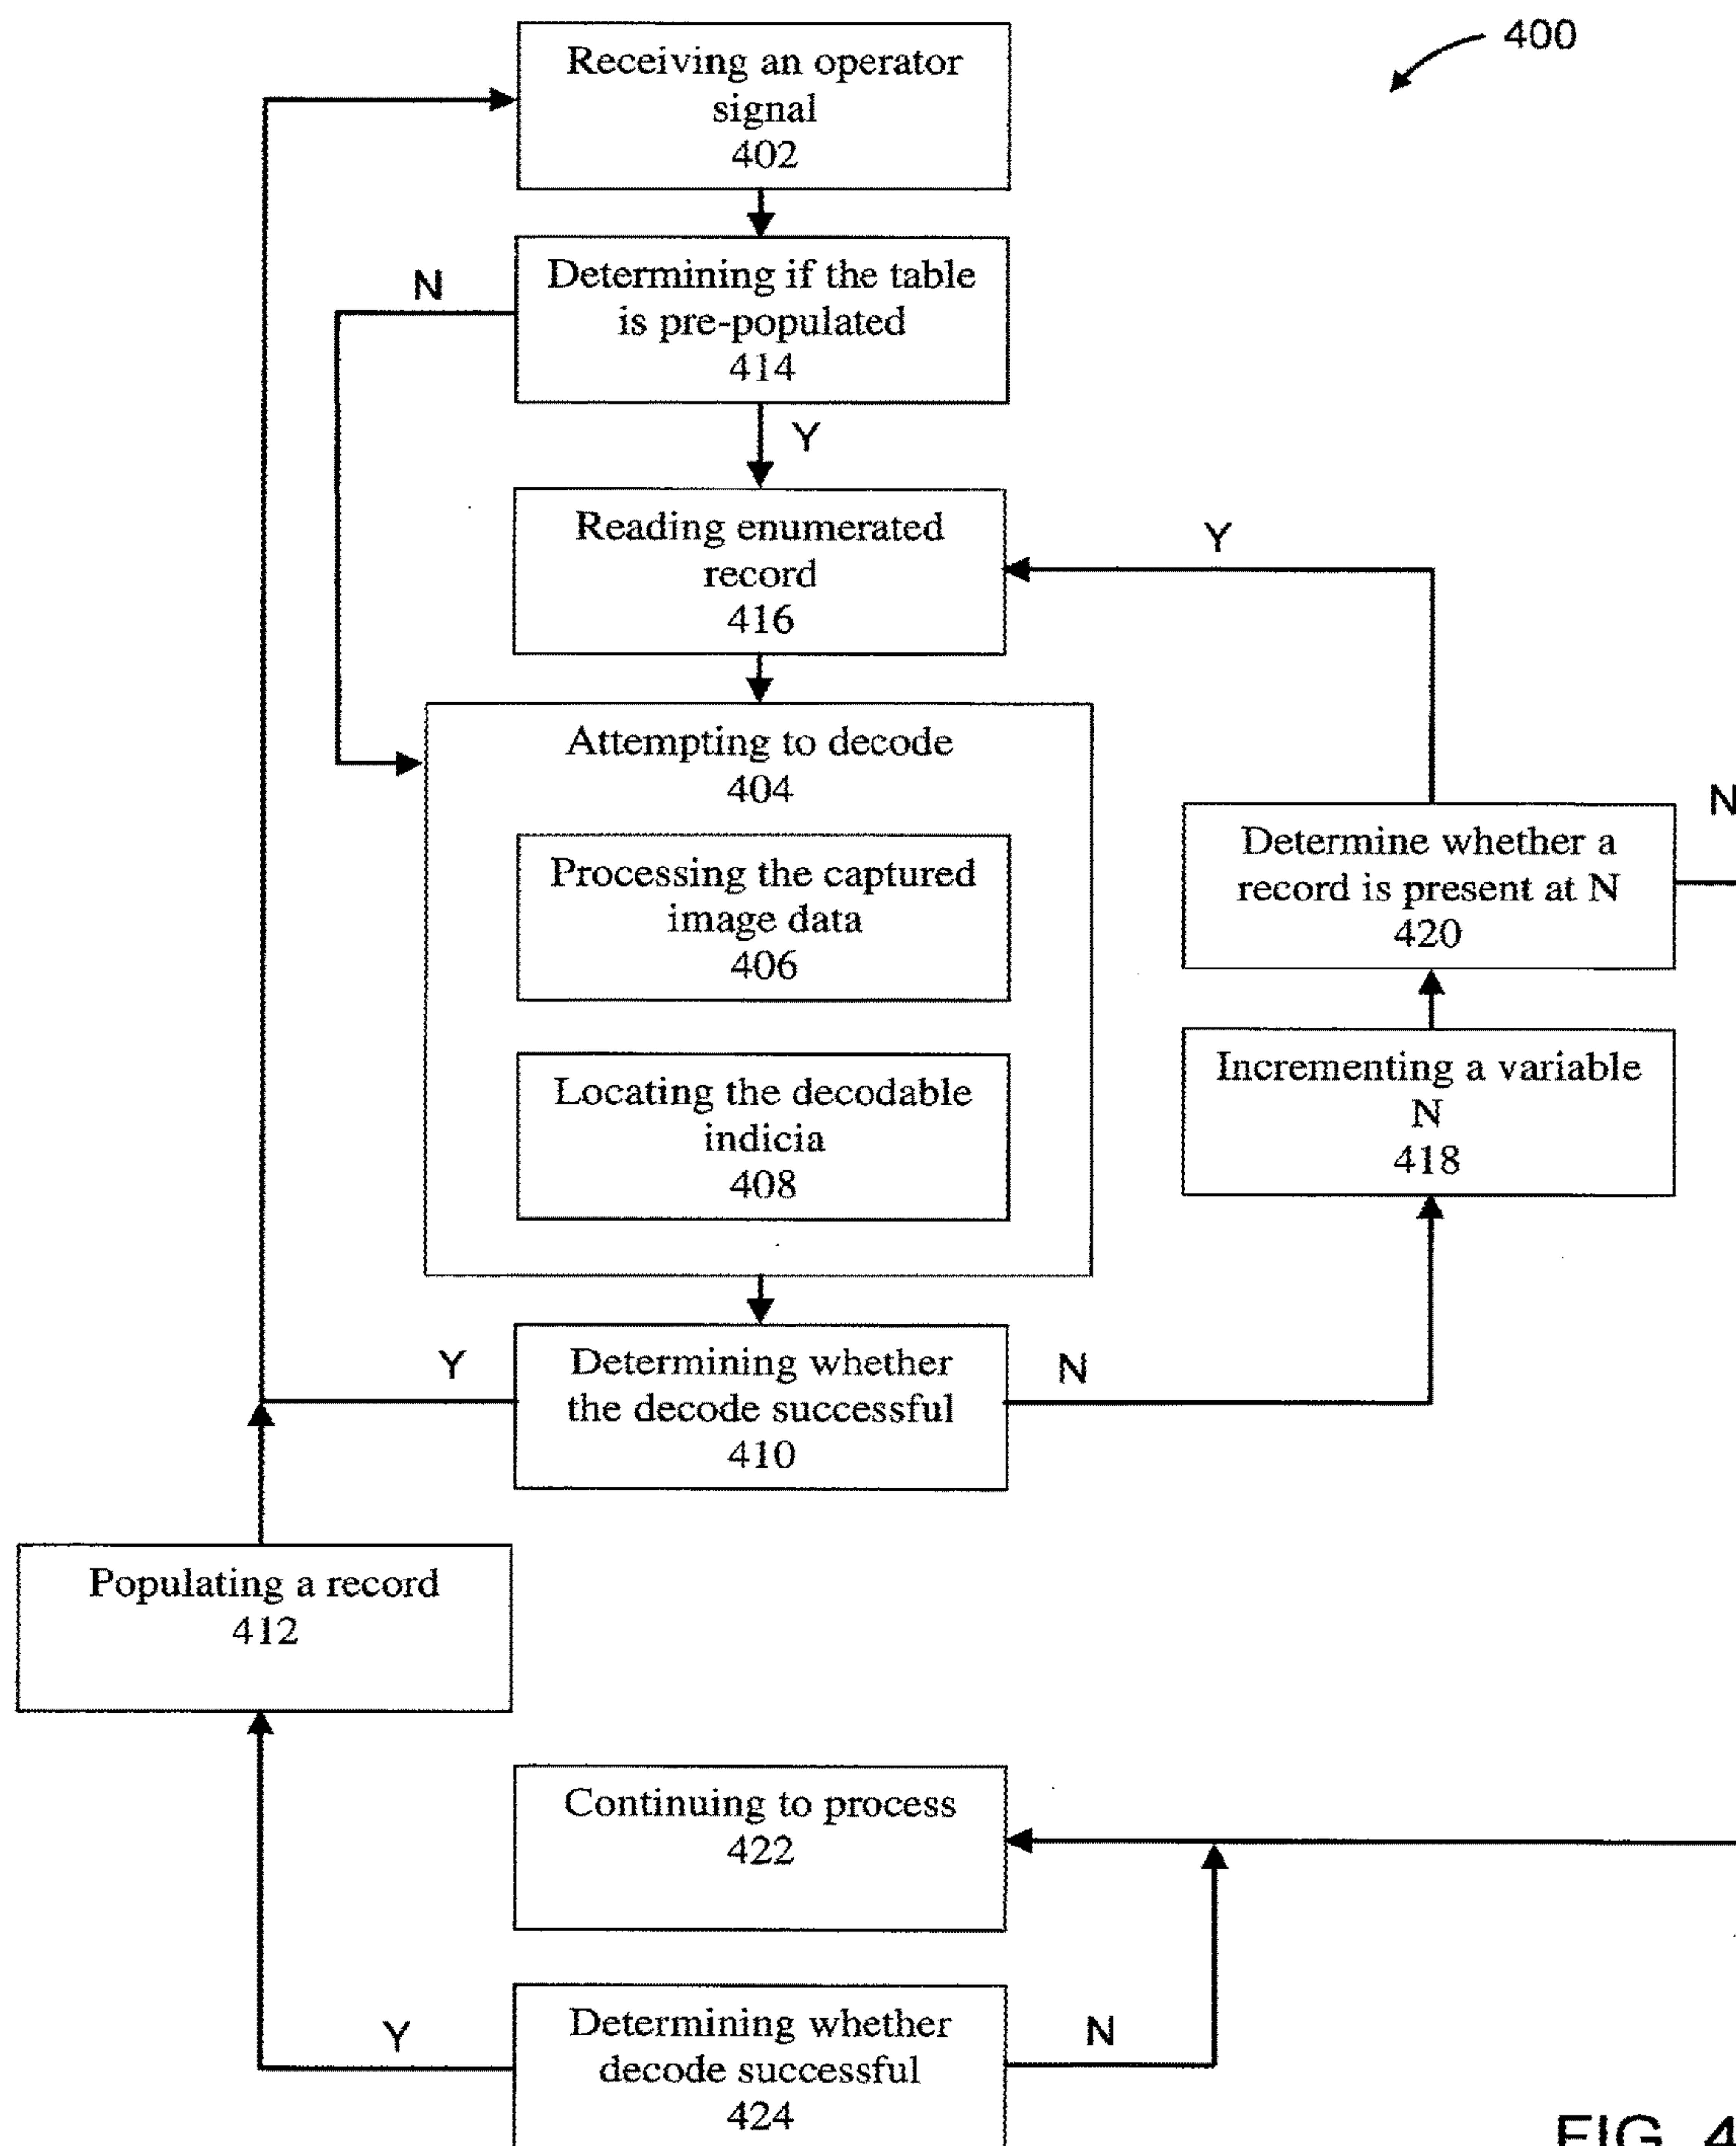 400
Receiving an operator
signal
402
N
Determining if the table
is pre-populated
414
Y
Reading enumerated
record
416
Y
Attempting to decode
404
N
Determine whether a
record is present at N
420
Processing the captured
image data
406
Incrementing a variable
N
418
Locating the decodable
indicia
408
Y
Determining whether
the decode successful
410
N
Populating a record
412
Continuing to process
422
Y
Determining whether
decode successful
424
N
FIG. 4